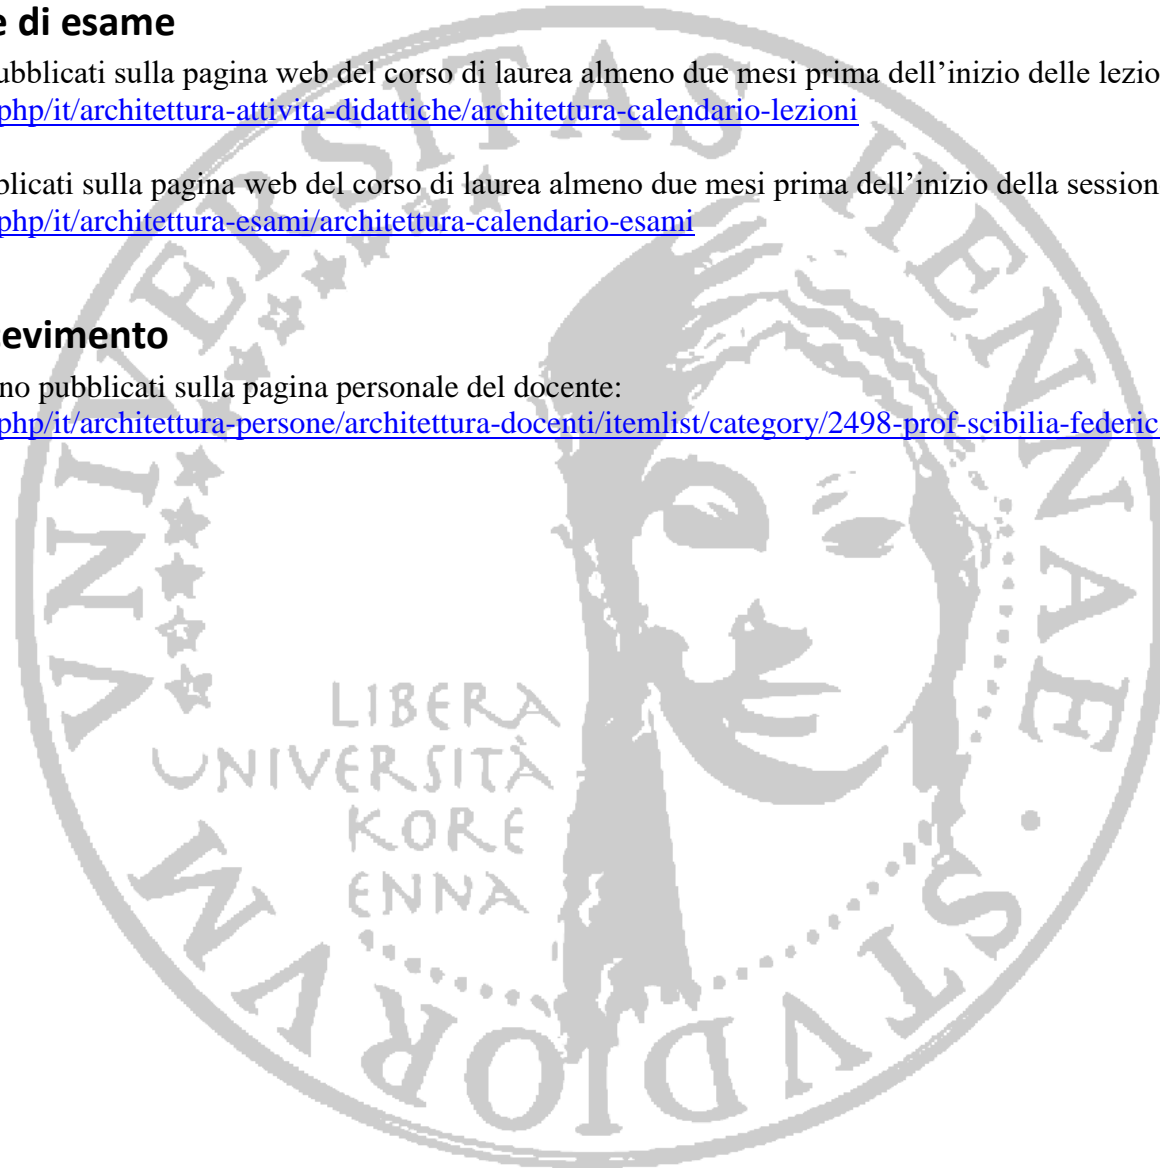 e di esame
ubblicati sulla pagina web del corso di laurea almeno due mesi prima dell’inizio delle lezio
php/it/architettura-attivita-didattiche/architettura-calendario-lezioni
blicati sulla pagina web del corso di laurea almeno due mesi prima dell’inizio della session
php/it/architettura-esami/architettura-calendario-esami
evimento
no pubblicati sulla pagina personale del docente:
php/it/architettura-persone/architettura-docenti/itemlist/category/2498-prof-scibilia-federic
VNIVERSITAS HENNAE · STVDIORVM
LIBERA
UNIVERSITÀ
KORE
ENNA